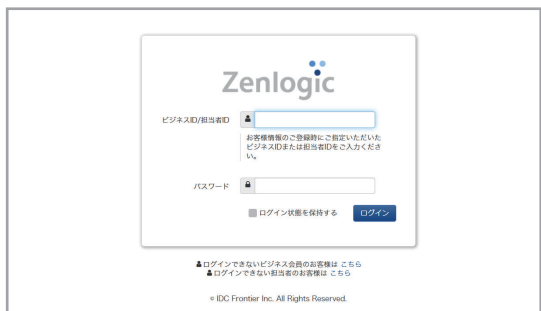 Zenlogic
ビジネスID/担当者ID
お客様情報のご登録時にご指定いただいた
ビジネスIDまたは担当者IDをご入力くださ
い。
パスワード
ログイン状態を保持する ログイン
ログインできないビジネス会員のお客様は こちら
ログインできない担当者のお客様は こちら
© IDC Frontier Inc. All Rights Reserved.